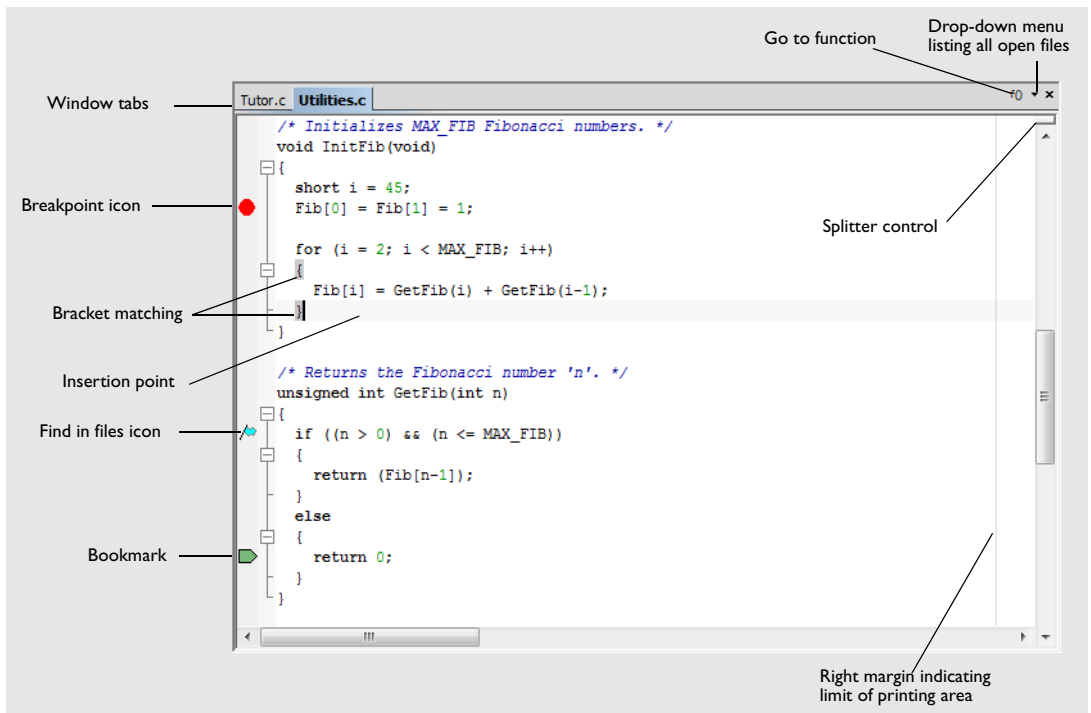 Go to function
Drop-down menu
listing all open files
Window tabs
Tutor.c Utilities.c
f()
/* Initializes MAX_FIB Fibonacci numbers. */
void InitFib(void)
{
short i = 45;
Breakpoint icon
Fib[0] = Fib[1] = 1;
Splitter control
for (i = 2; i < MAX_FIB; i++)
{
Fib[i] = GetFib(i) + GetFib(i-1);
Bracket matching
}
}
Insertion point
/* Returns the Fibonacci number 'n'. */
unsigned int GetFib(int n)
{
Find in files icon
if ((n > 0) && (n <= MAX_FIB))
{
return (Fib[n-1]);
}
else
{
Bookmark
return 0;
}
}
Right margin indicating
limit of printing area